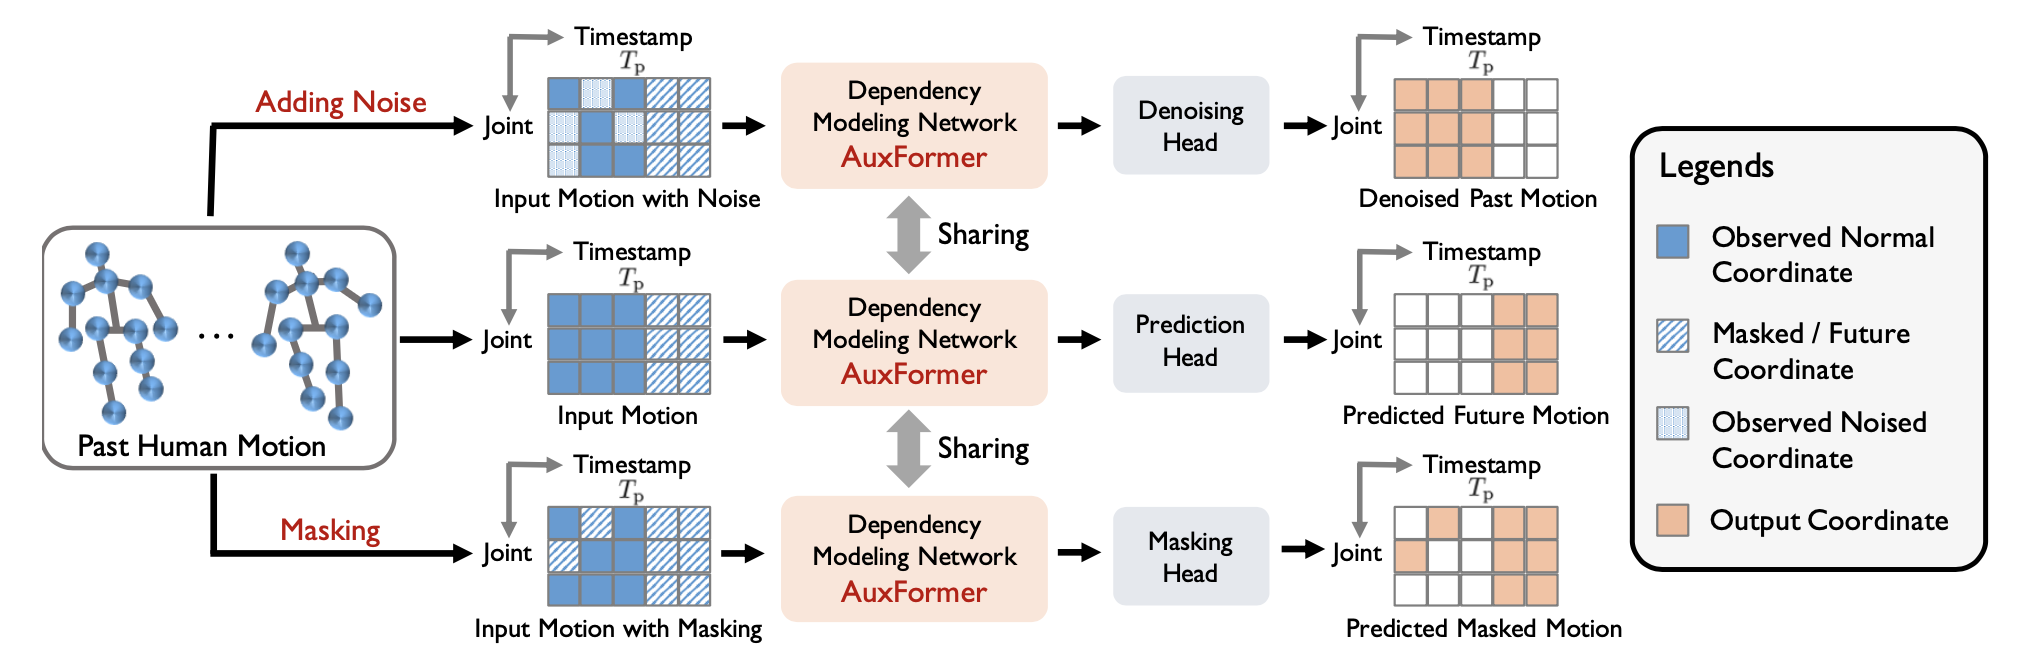 Timestamp
T_p
Adding Noise
Joint
Dependency
Modeling Network
AuxFormer
Denoising
Head
Timestamp
T_p
Joint
Input Motion with Noise
Denoised Past Motion
Sharing
Past Human Motion
...
Timestamp
T_p
Joint
Dependency
Modeling Network
AuxFormer
Prediction
Head
Timestamp
T_p
Joint
Input Motion
Predicted Future Motion
Sharing
Masking
Timestamp
T_p
Joint
Dependency
Modeling Network
AuxFormer
Masking
Head
Timestamp
T_p
Joint
Input Motion with Masking
Predicted Masked Motion
Legends
Observed Normal
Coordinate
Masked / Future
Coordinate
Observed Noised
Coordinate
Output Coordinate